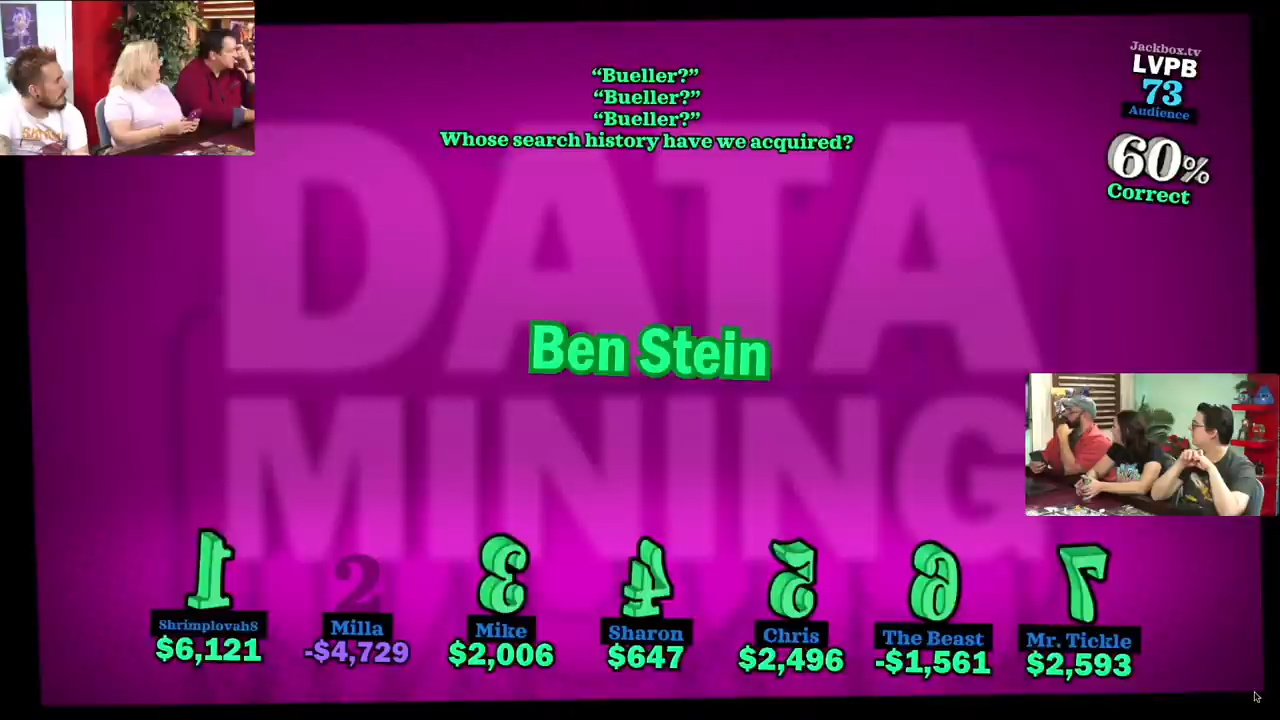 Jackbox.tv
LVPB
73
Audience
60%
Correct
"Bueller?"
"Bueller?"
"Bueller?"
Whose search history have we acquired?
DATA
MINING
Ben Stein
1 2 3 4 5 6 7
Shrimplovah8 Milla Mike Sharon Chris The Beast Mr. Tickle
$6,121 -$4,729 $2,006 $647 $2,496 -$1,561 $2,593